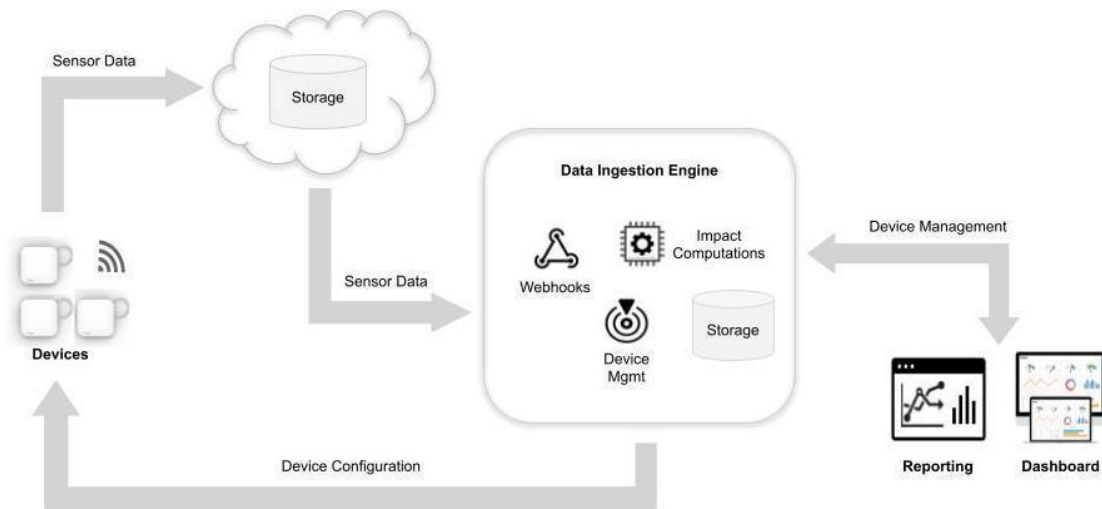 Sensor Data
Storage
Data Ingestion Engine
Device Management
Impact
Computations
Webhooks
Sensor Data
Storage
Device
Mgmt
Devices
Device Configuration
Reporting
Dashboard